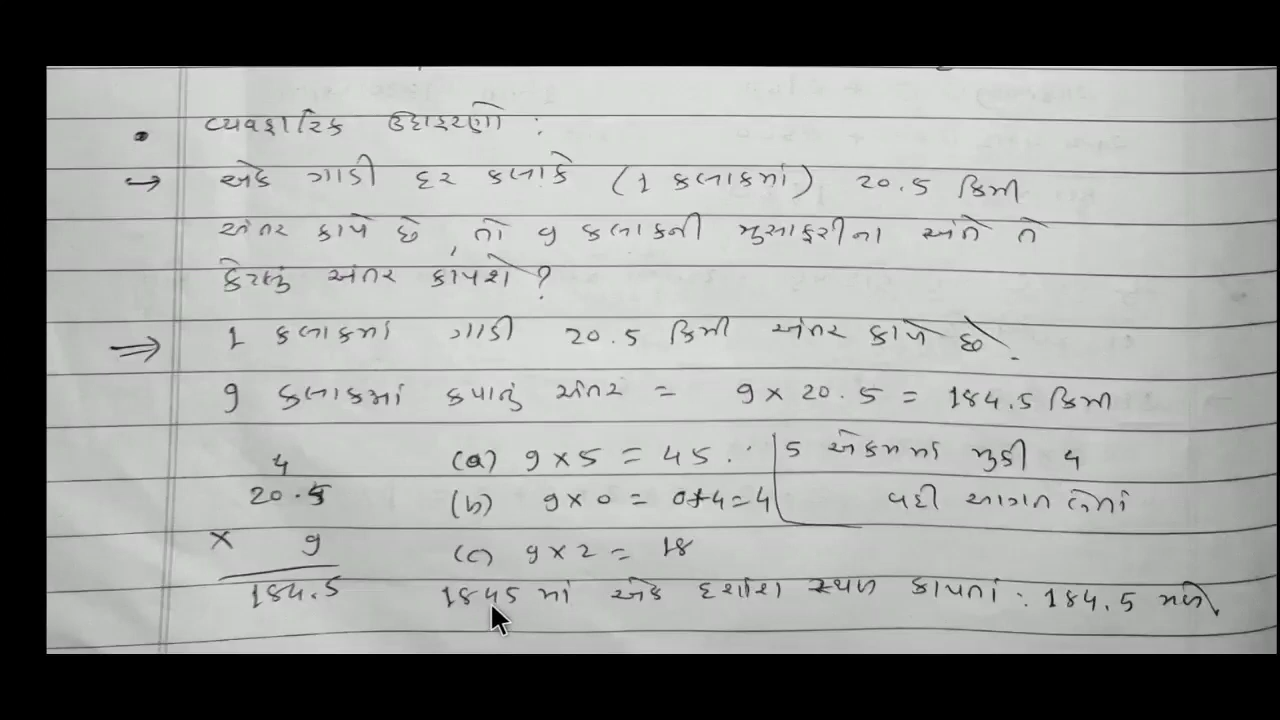 • વ્યવહારિક ઉદાહરણો :
→ એક ગાડી દર કલાકે (1 કલાકમાં) 20.5 કિમી
અંતર કાપે છે, તો 9 કલાકની મુસાફરીના અંતે તે
કેટલું અંતર કાપશે ?
⇒ 1 કલાકમાં ગાડી 20.5 કિમી અંતર કાપે છે.
9 કલાકમાં કપાતું અંતર = 9 × 20.5 = 184.5 કિમી
4 (a) 9 × 5 = 45 .. 5 એકમમાં મુકી 4
20.5 (b) 9 × 0 = 0+4=4 વદી આગળ લેતાં
× 9 (c) 9 × 2 = 18
184.5 1845 માં એક દશાંશ સ્થળ કાપતાં : 184.5 મળે